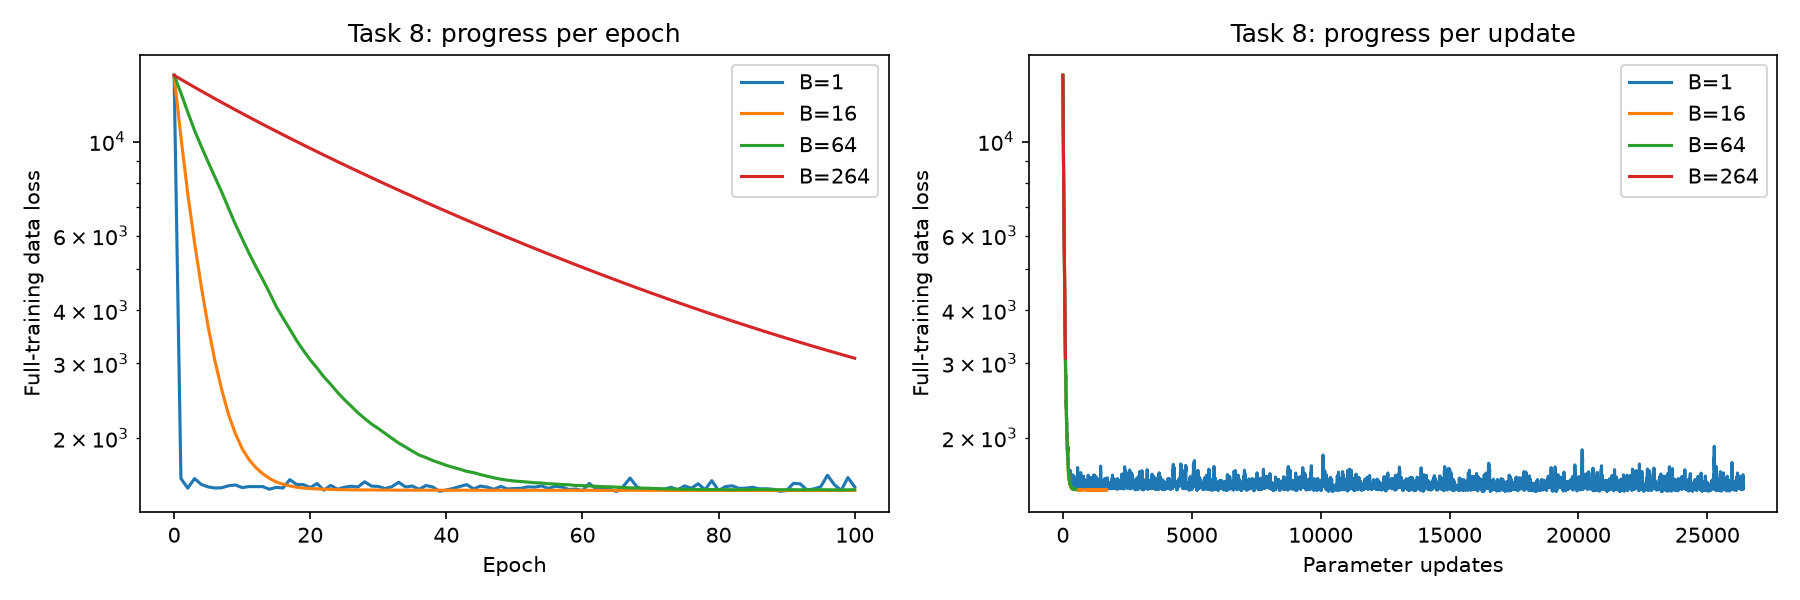 Task 8: progress per epoch
Full-training data loss
10⁴
6 × 10³
4 × 10³
3 × 10³
2 × 10³
B=1
B=16
B=64
B=264
0 20 40 60 80 100
Epoch
Task 8: progress per update
Full-training data loss
10⁴
6 × 10³
4 × 10³
3 × 10³
2 × 10³
B=1
B=16
B=64
B=264
0 5000 10000 15000 20000 25000
Parameter updates